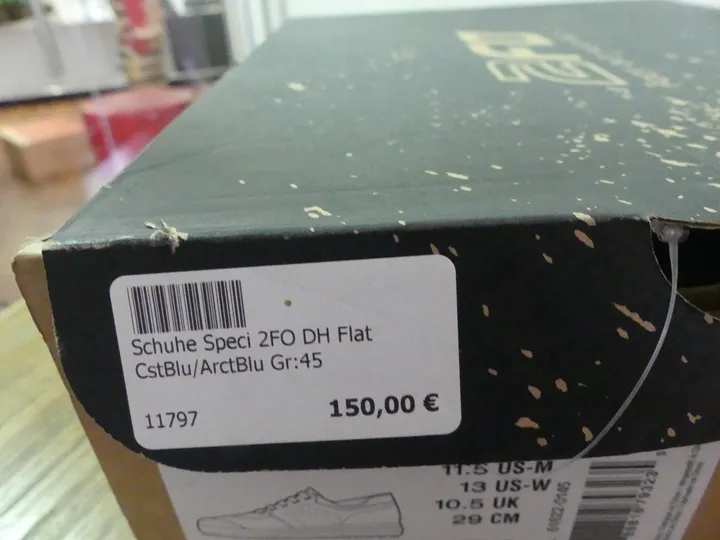 2FO
Schuhe Speci 2FO DH Flat
CstBlu/ArctBlu Gr:45
11797
150,00 €
11.5 US-M
13 US-W
10.5 UK
29 CM